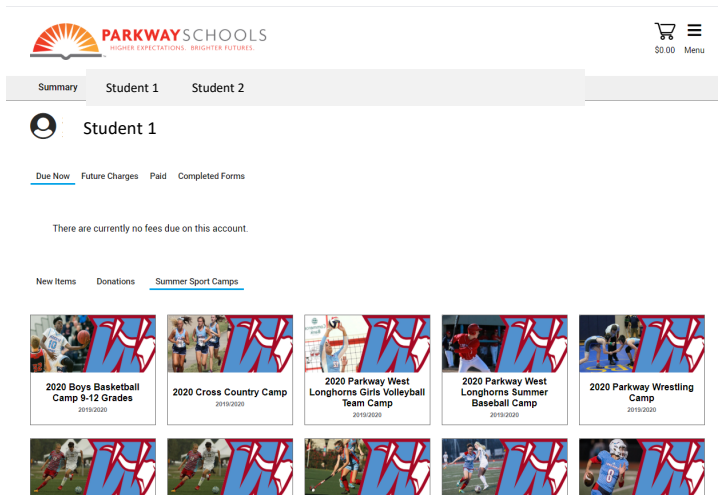 PARKWAYSCHOOLS
HIGHER EXPECTATIONS. BRIGHTER FUTURES.
$0.00 Menu
Summary Student 1 Student 2
Student 1
Due Now Future Charges Paid Completed Forms
There are currently no fees due on this account.
New Items Donations Summer Sport Camps
2020 Boys Basketball
Camp 9-12 Grades
2019/2020
2020 Cross Country Camp
2019/2020
2020 Parkway West
Longhorns Girls Volleyball
Team Camp
2019/2020
2020 Parkway West
Longhorns Summer
Baseball Camp
2019/2020
2020 Parkway Wrestling
Camp
2019/2020